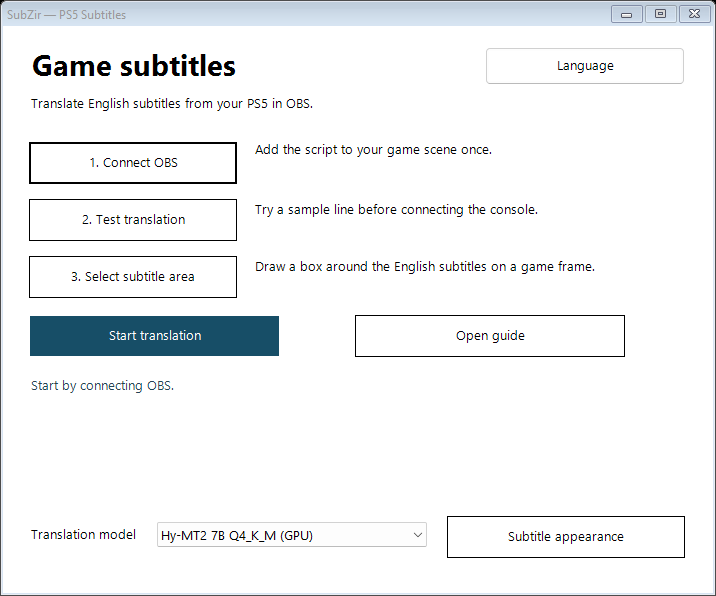 SubZir — PS5 Subtitles
Game subtitles
Language
Translate English subtitles from your PS5 in OBS.
1. Connect OBS
Add the script to your game scene once.
2. Test translation
Try a sample line before connecting the console.
3. Select subtitle area
Draw a box around the English subtitles on a game frame.
Start translation
Open guide
Start by connecting OBS.
Translation model
Hy-MT2 7B Q4_K_M (GPU)
Subtitle appearance